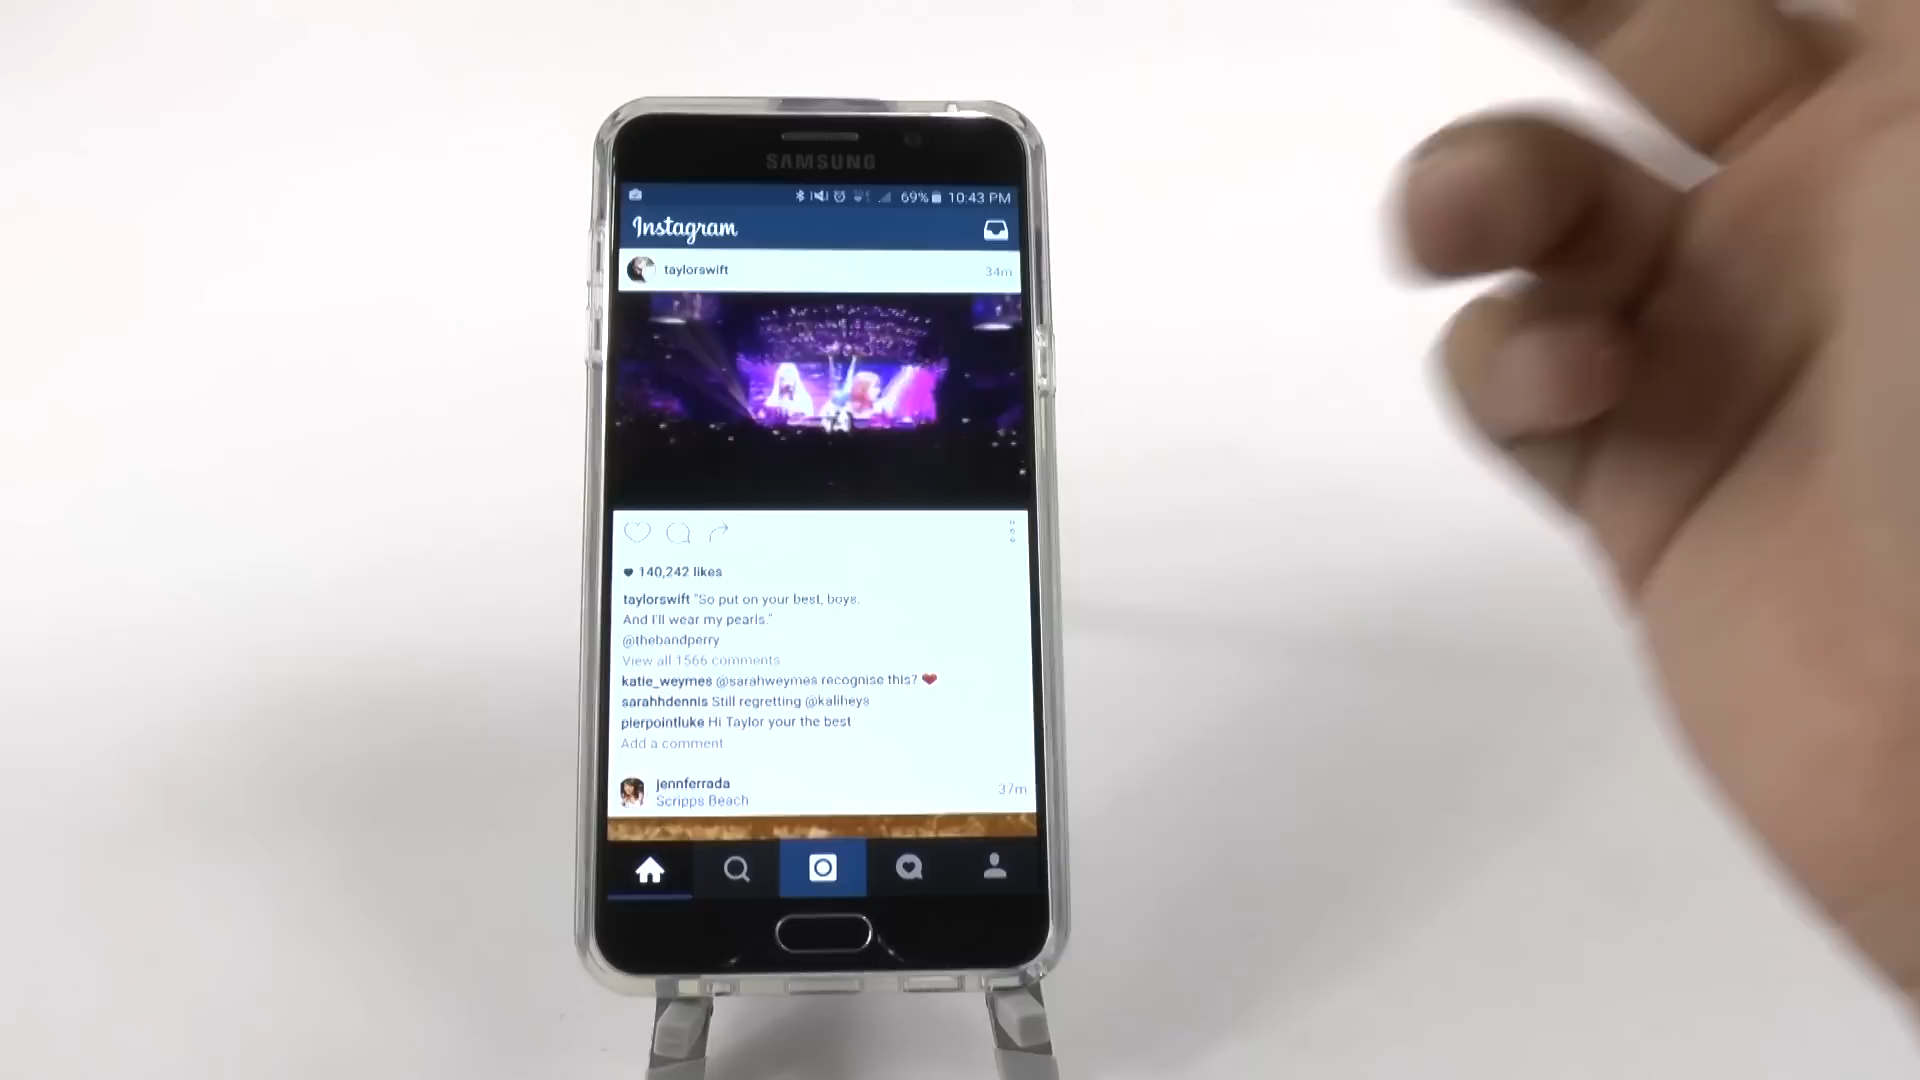 SAMSUNG
69% 10:43 PM
Instagram
taylorswift 34m
140,242 likes
taylorswift "So put on your best, boys.
And I'll wear my pearls."
@thebandperry
View all 1566 comments
katie_weymes @sarahweymes recognise this? ❤
sarahhdennis Still regretting @kaliheys
pierpointluke Hi Taylor your the best
Add a comment
jennferrada 37m
Scripps Beach